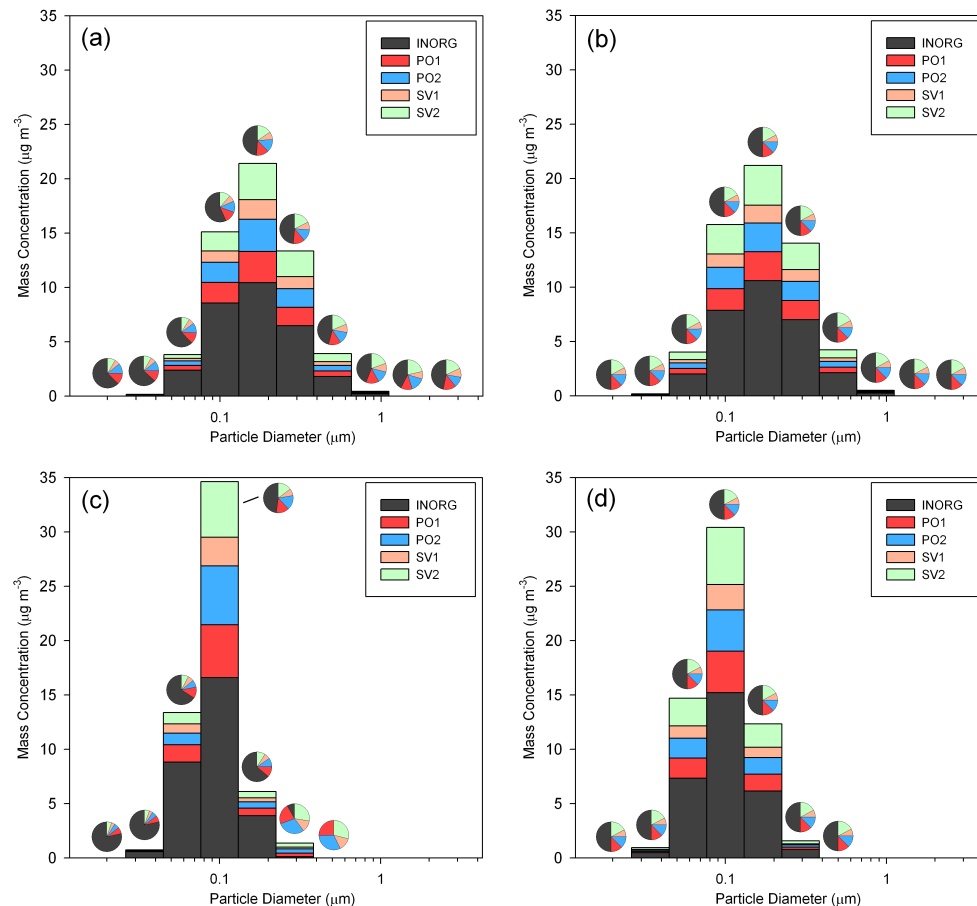 (a)
35
30
25
20
15
10
5
0
Mass Concentration (μg m⁻³)
INORG
PO1
PO2
SV1
SV2
0.1
1
Particle Diameter (μm)
(b)
35
30
25
20
15
10
5
0
Mass Concentration (μg m⁻³)
INORG
PO1
PO2
SV1
SV2
0.1
1
Particle Diameter (μm)
(c)
35
30
25
20
15
10
5
0
Mass Concentration (μg m⁻³)
INORG
PO1
PO2
SV1
SV2
0.1
1
Particle Diameter (μm)
(d)
35
30
25
20
15
10
5
0
Mass Concentration (μg m⁻³)
INORG
PO1
PO2
SV1
SV2
0.1
1
Particle Diameter (μm)